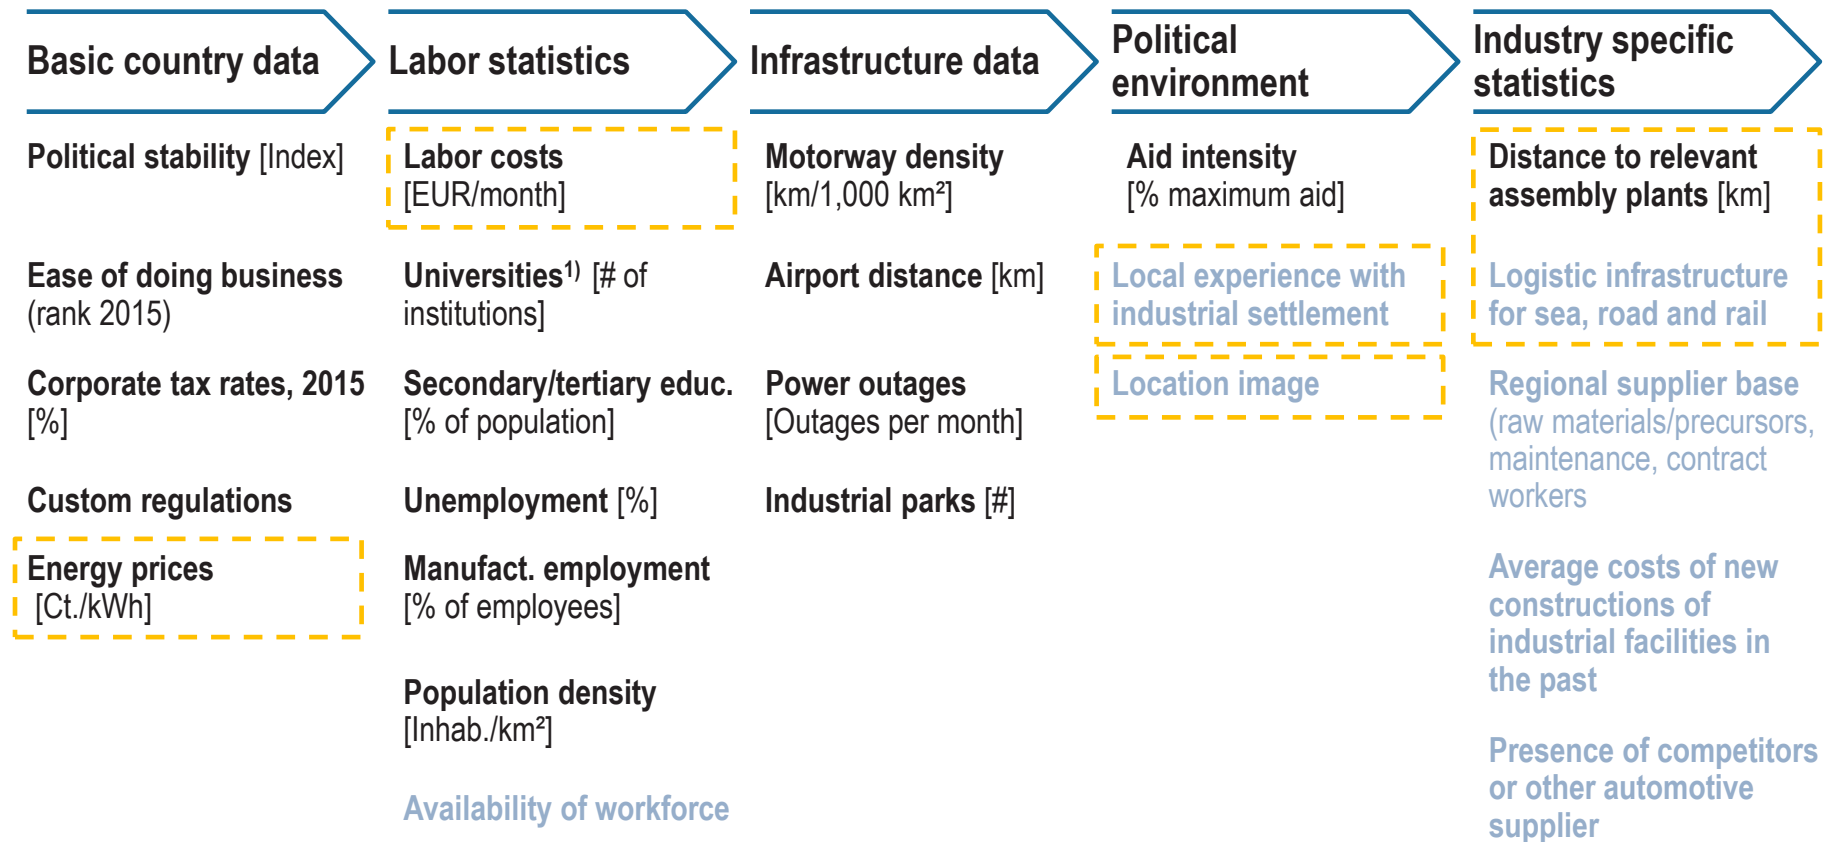 Basic country data
Labor statistics
Infrastructure data
Political
environment
Industry specific
statistics
Political stability [Index]
Ease of doing business
(rank 2015)
Corporate tax rates, 2015
[%]
Custom regulations
Energy prices
[Ct./kWh]
Labor costs
[EUR/month]
Universities¹⁾ [# of
institutions]
Secondary/tertiary educ.
[% of population]
Unemployment [%]
Manufact. employment
[% of employees]
Population density
[Inhab./km²]
Availability of workforce
Motorway density
[km/1,000 km²]
Airport distance [km]
Power outages
[Outages per month]
Industrial parks [#]
Aid intensity
[% maximum aid]
Local experience with
industrial settlement
Location image
Distance to relevant
assembly plants [km]
Logistic infrastructure
for sea, road and rail
Regional supplier base
(raw materials/precursors,
maintenance, contract
workers
Average costs of new
constructions of
industrial facilities in
the past
Presence of competitors
or other automotive
supplier